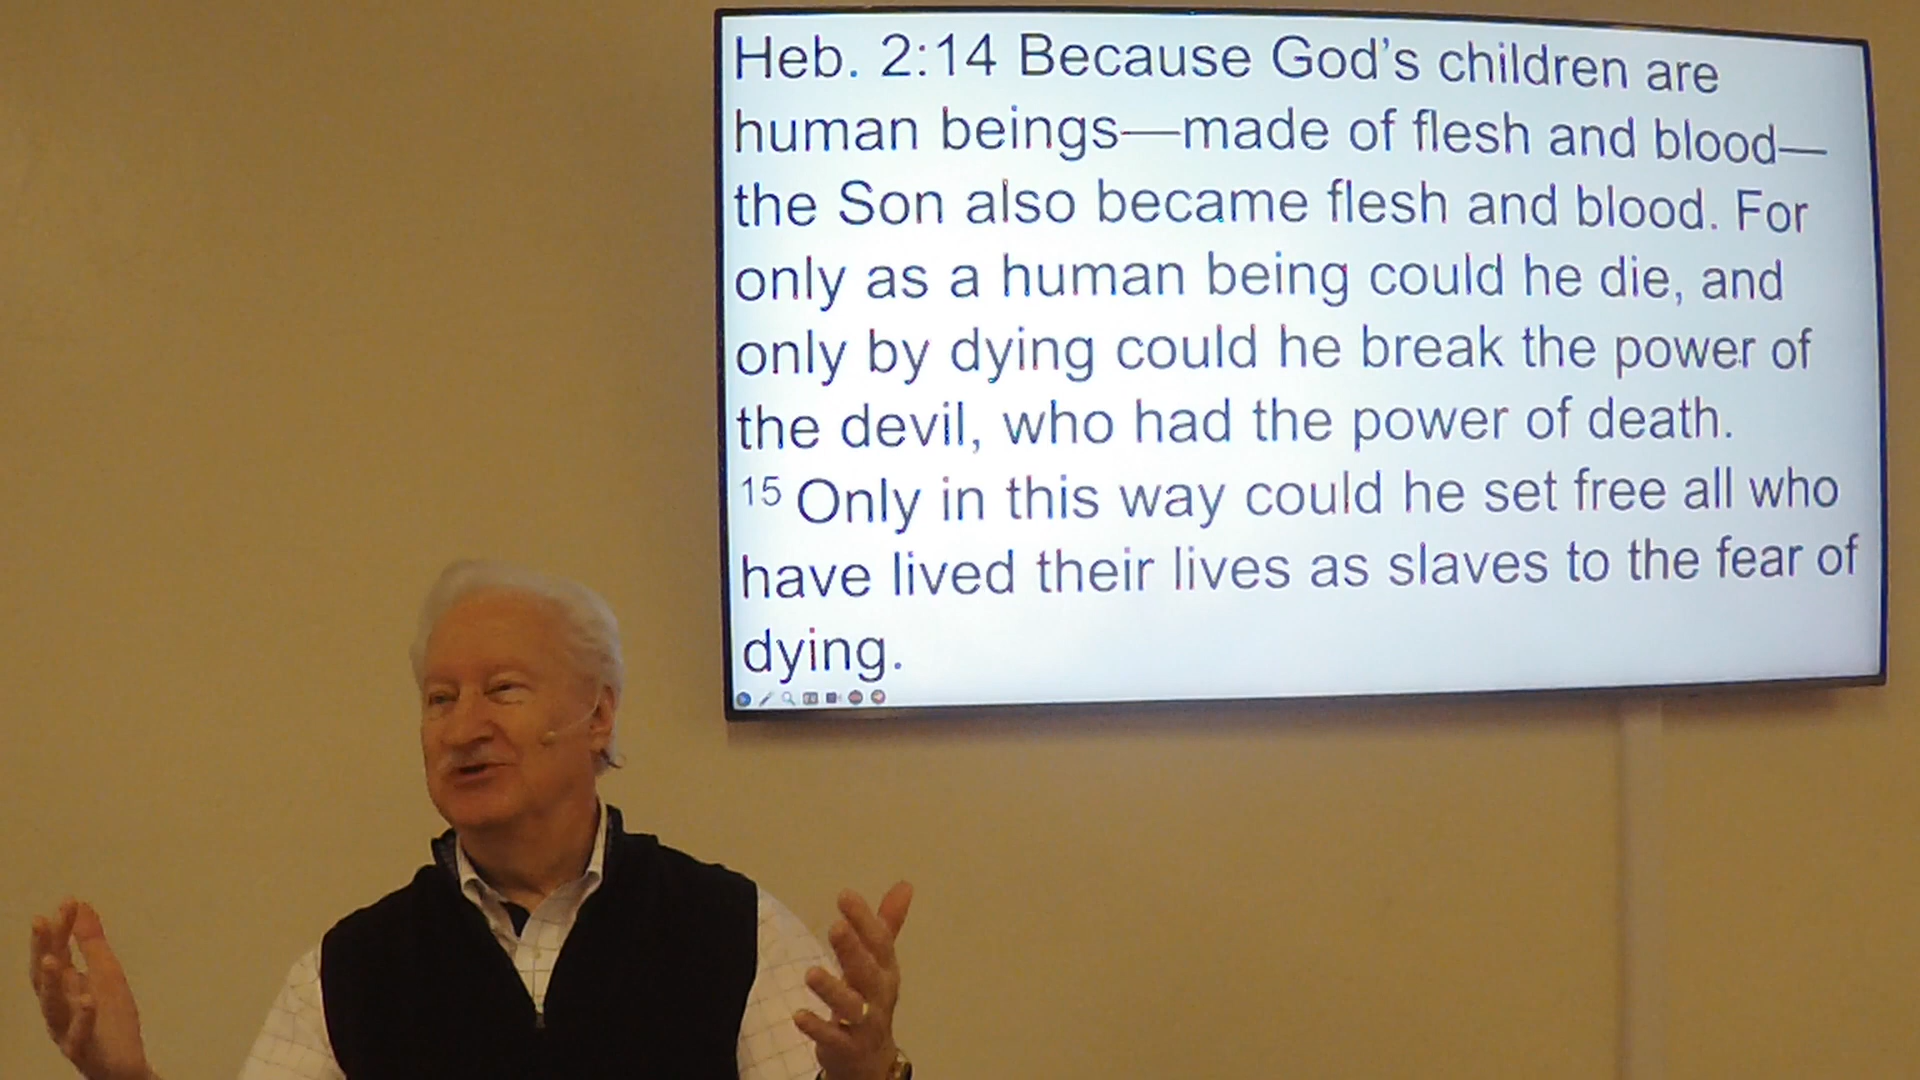 Heb. 2:14 Because God’s children are
human beings—made of flesh and blood—
the Son also became flesh and blood. For
only as a human being could he die, and
only by dying could he break the power of
the devil, who had the power of death.
15 Only in this way could he set free all who
have lived their lives as slaves to the fear of
dying.